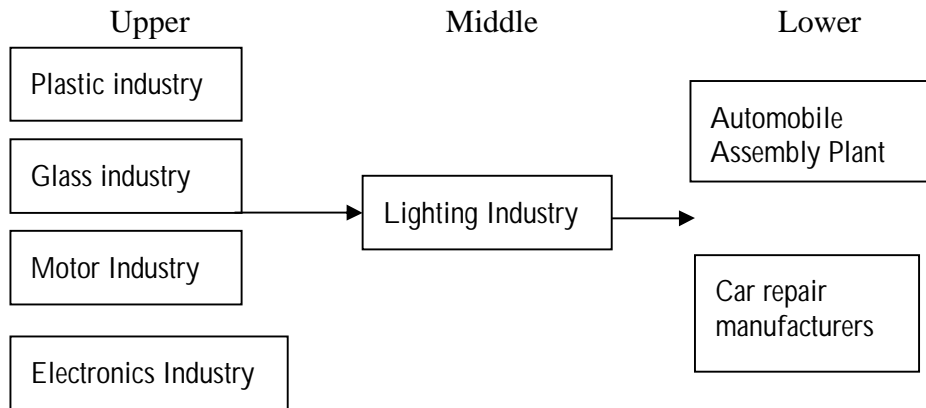 Upper
Middle
Lower
Plastic industry
Glass industry
Motor Industry
Electronics Industry
Lighting Industry
Automobile
Assembly Plant
Car repair
manufacturers